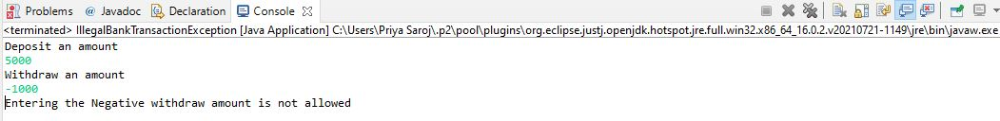 Problems @ Javadoc Declaration Console
<terminated> IllegalBankTransactionException [Java Application] C:\Users\Priya Saroj\.p2\pool\plugins\org.eclipse.justj.openjdk.hotspot.jre.full.win32.x86_64_16.0.2.v20210721-1149\jre\bin\javaw.exe
Deposit an amount
5000
Withdraw an amount
-1000
Entering the Negative withdraw amount is not allowed